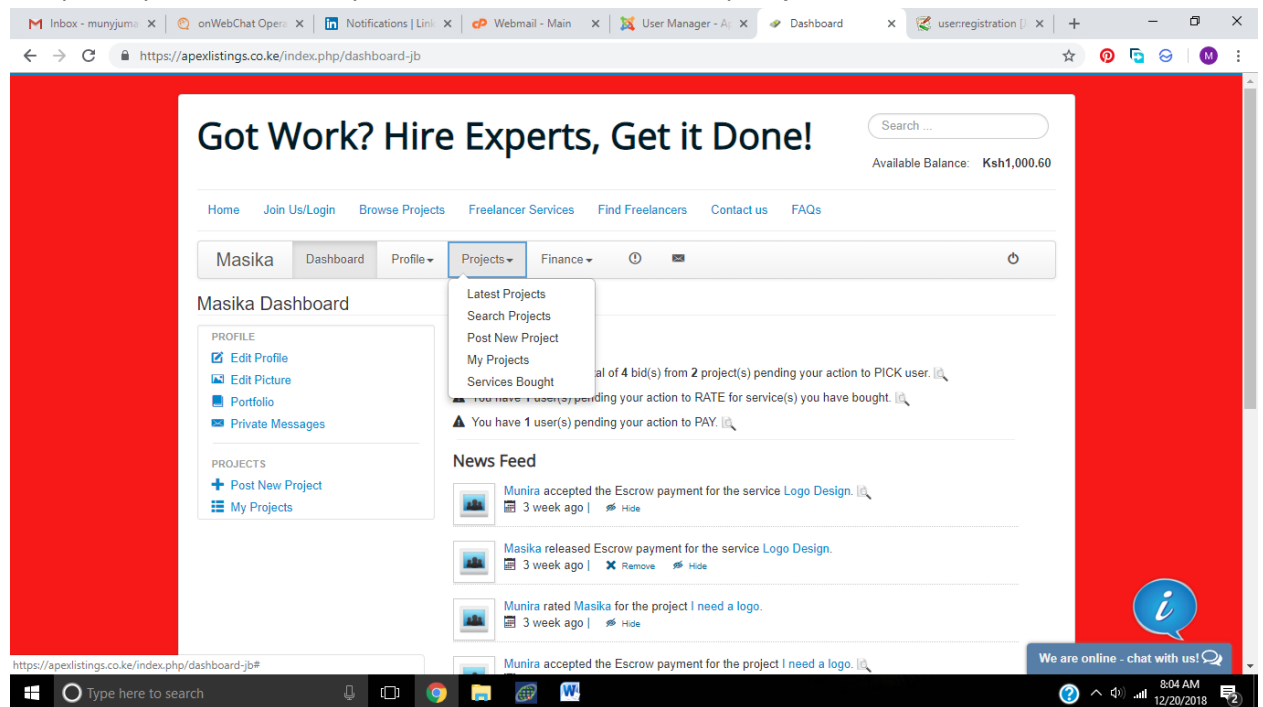 Inbox - munyjuma
onWebChat Opera
Notifications | Link
Webmail - Main
User Manager - Ap
Dashboard
user:registration [J
https://apexlistings.co.ke/index.php/dashboard-jb
M
Got Work? Hire Experts, Get it Done!
Search ...
Available Balance: Ksh1,000.60
Home Join Us/Login Browse Projects Freelancer Services Find Freelancers Contact us FAQs
Masika Dashboard Profile Projects Finance
Latest Projects
Search Projects
Post New Project
My Projects
Services Bought
Masika Dashboard
PROFILE
Edit Profile
Edit Picture
Portfolio
Private Messages
PROJECTS
Post New Project
My Projects
al of 4 bid(s) from 2 project(s) pending your action to PICK user.
You have 1 user(s) pending your action to RATE for service(s) you have bought.
You have 1 user(s) pending your action to PAY.
News Feed
Munira accepted the Escrow payment for the service Logo Design.
3 week ago | Hide
Masika released Escrow payment for the service Logo Design.
3 week ago | Remove Hide
Munira rated Masika for the project I need a logo.
3 week ago | Hide
Munira accepted the Escrow payment for the project I need a logo.
We are online - chat with us!
https://apexlistings.co.ke/index.php/dashboard-jb#
Type here to search
8:04 AM
12/20/2018
2